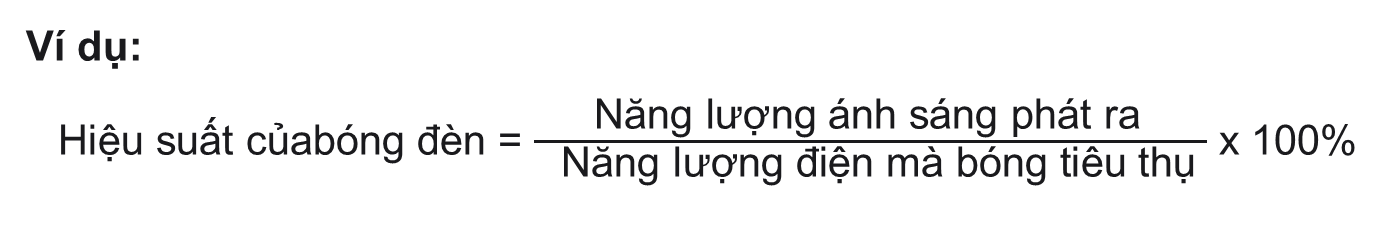 Ví dụ:
Hiệu suất củabóng đèn = Năng lượng ánh sáng phát ra / Năng lượng điện mà bóng tiêu thụ x 100%